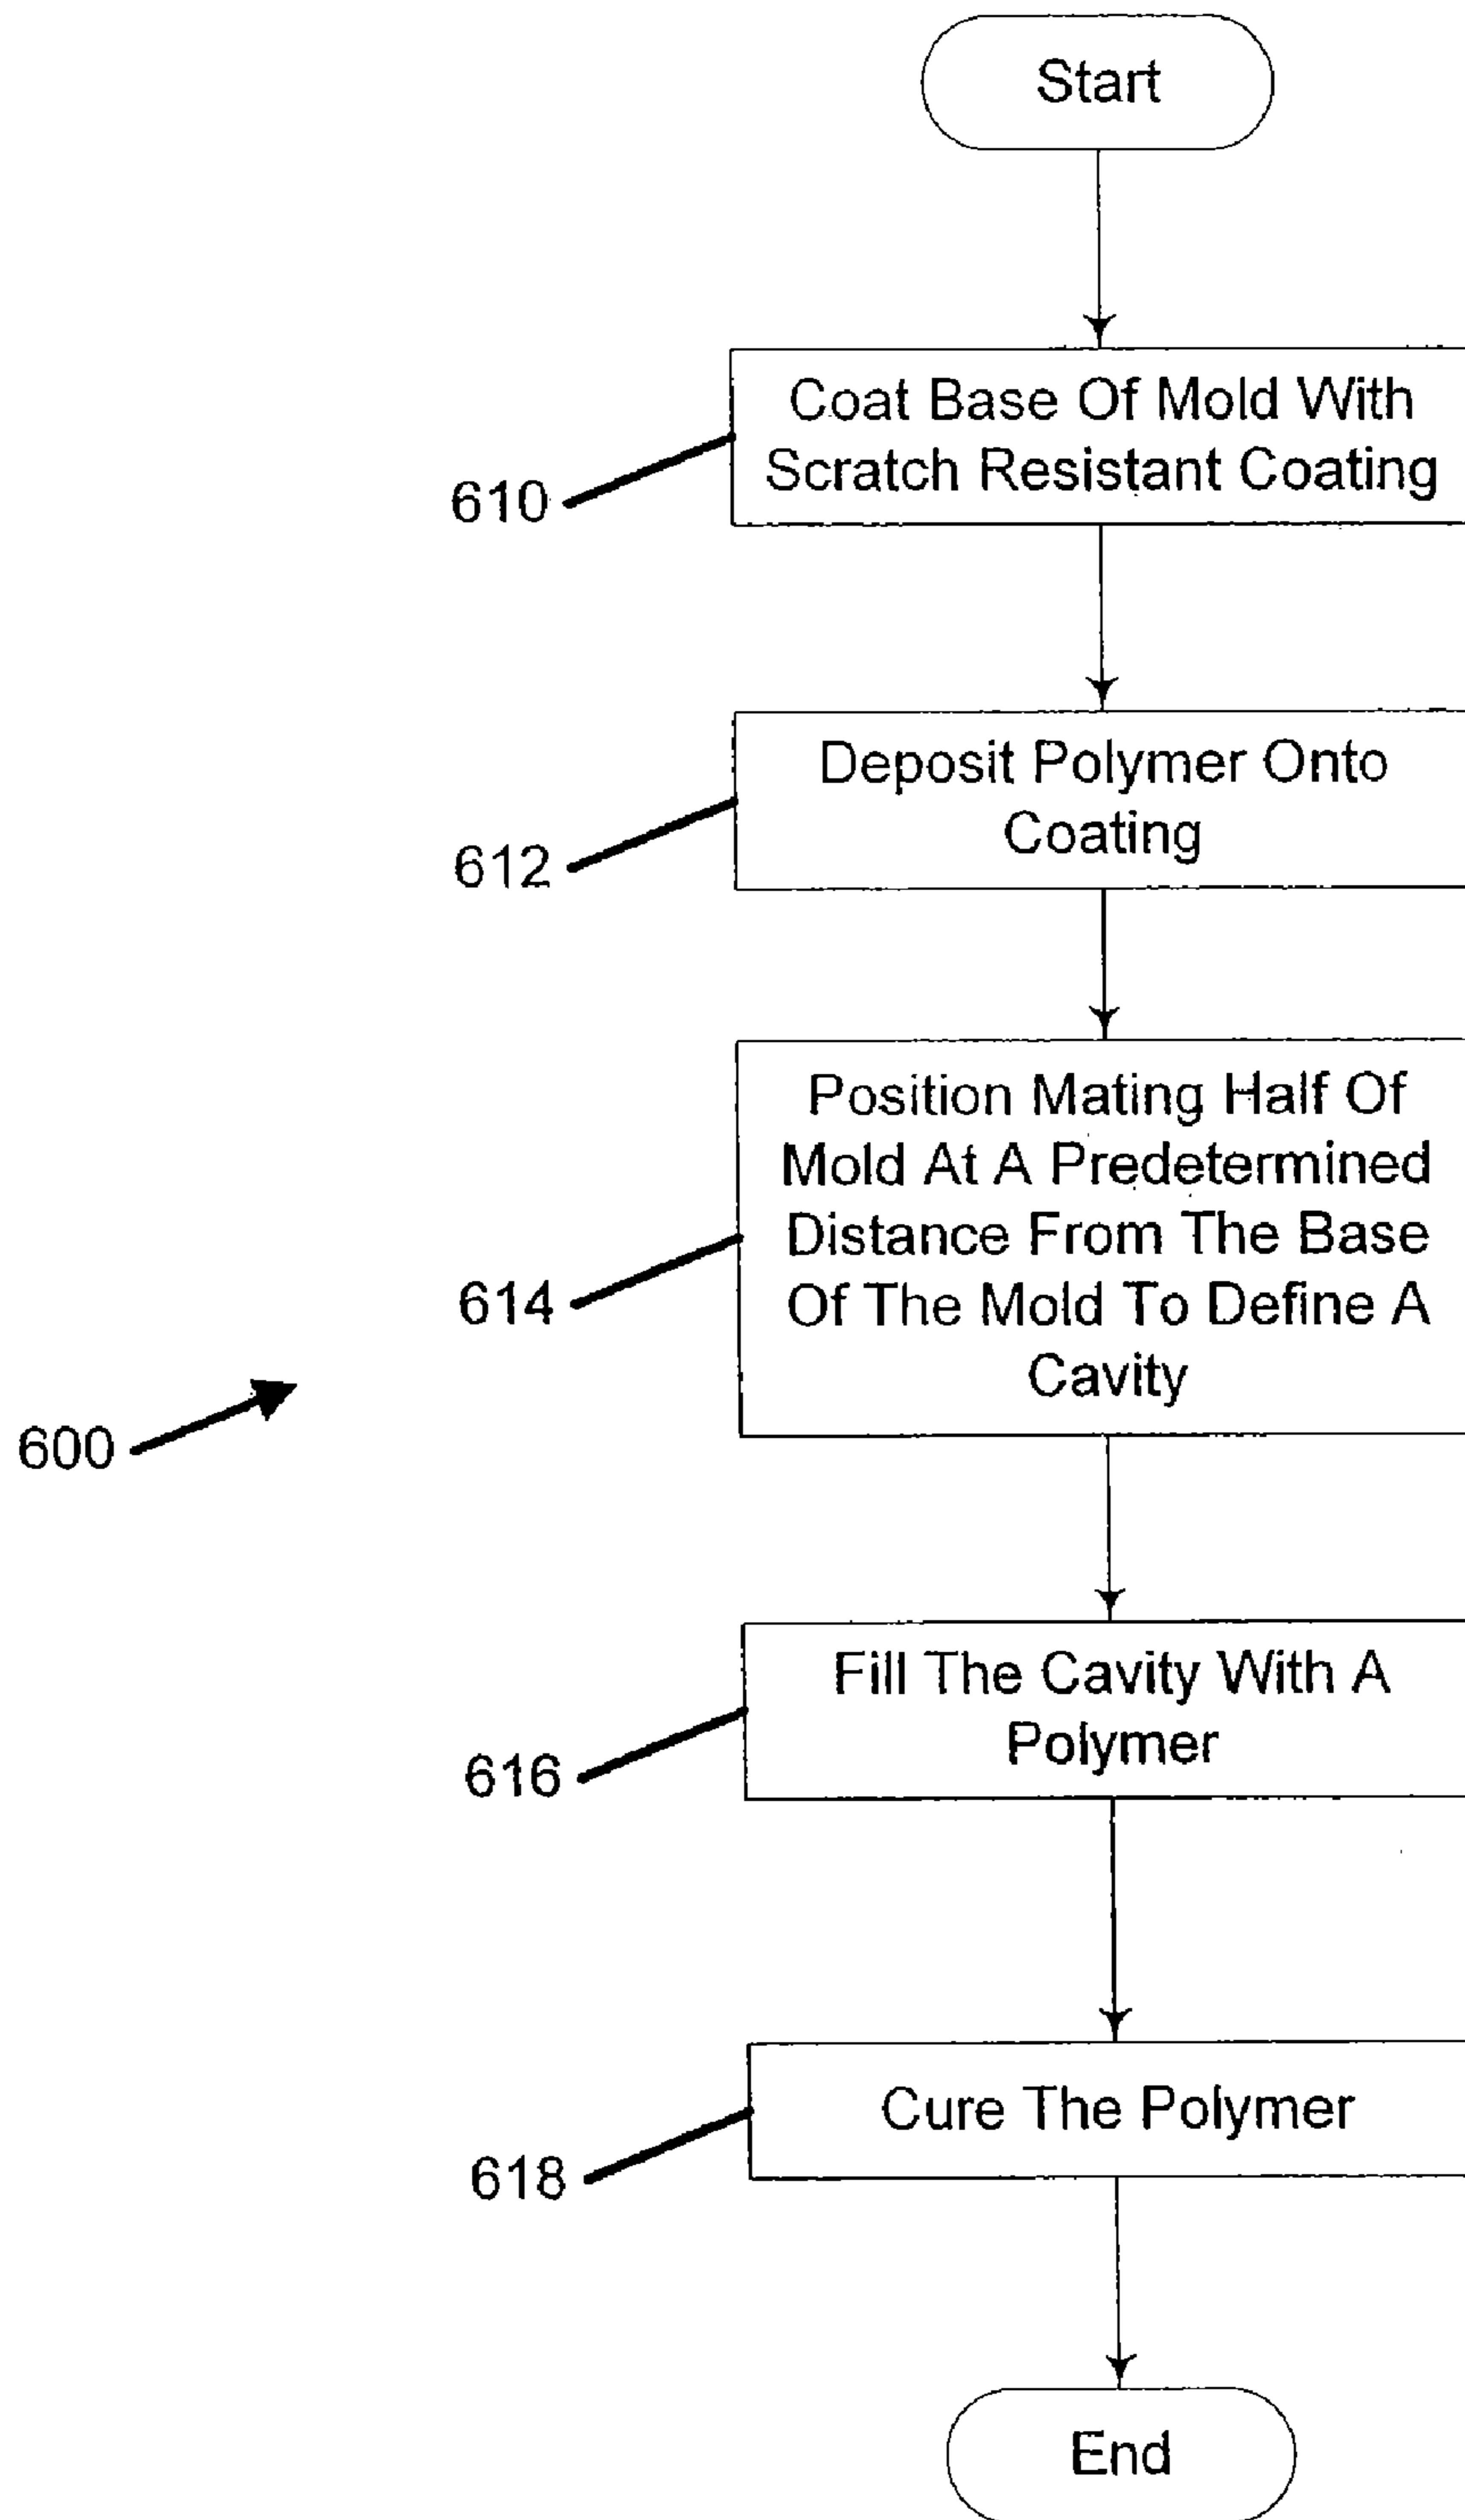 Start
Coat Base Of Mold With
Scratch Resistant Coating
610
Deposit Polymer Onto
Coating
612
Position Mating Half Of
Mold At A Predetermined
Distance From The Base
Of The Mold To Define A
Cavity
614
600
Fill The Cavity With A
Polymer
616
Cure The Polymer
618
End